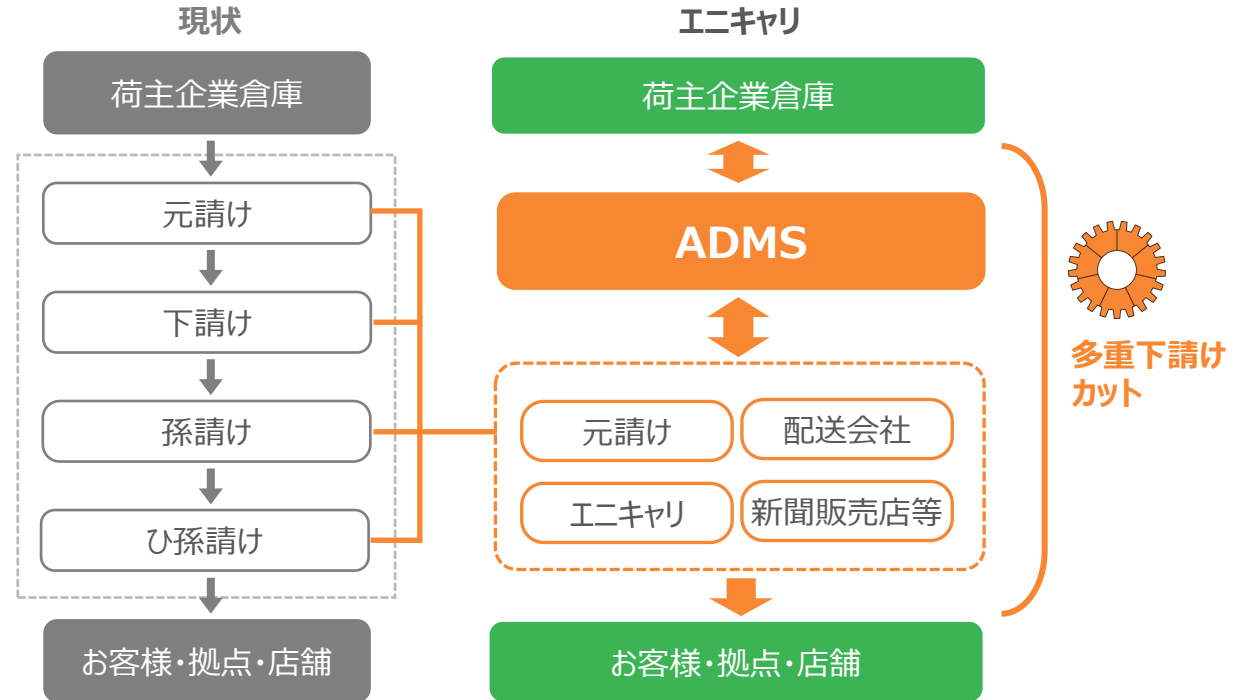 現状
荷主企業倉庫
元請け
下請け
孫請け
ひ孫請け
お客様・拠点・店舗
エニキャリ
荷主企業倉庫
ADMS
元請け
配送会社
エニキャリ
新聞販売店等
お客様・拠点・店舗
多重下請け
カット